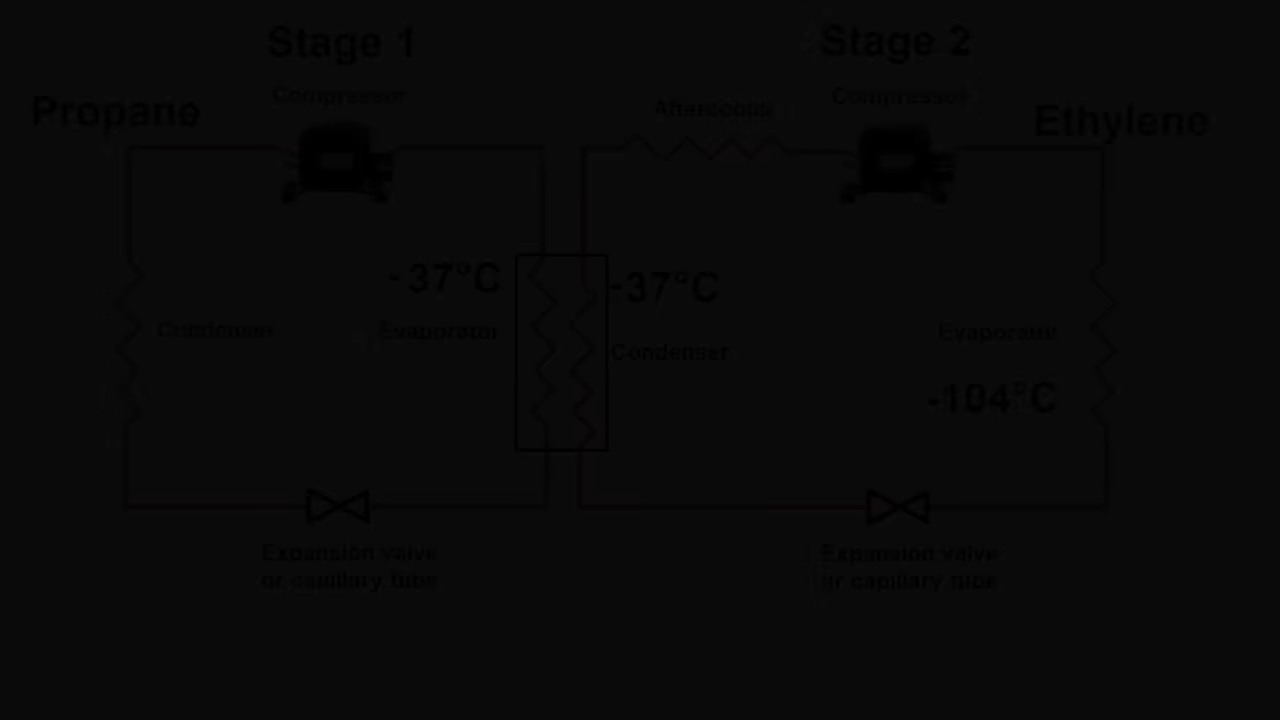 Stage 1
Stage 2
Compressor
Aftercooler
Compressor
Propane
Ethylene
- 37°C
-37°C
Condenser
Evaporator
Condenser
Evaporator
-104°C
Expansion valve
or capillary tube
Expansion valve
or capillary tube